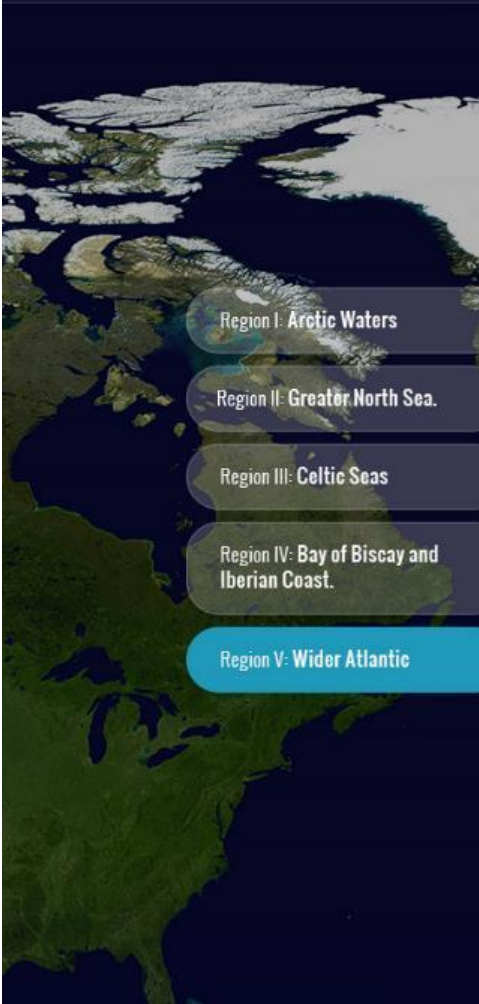 Region I: Arctic Waters
Region II: Greater North Sea.
Region III: Celtic Seas
Region IV: Bay of Biscay and
Iberian Coast.
Region V: Wider Atlantic